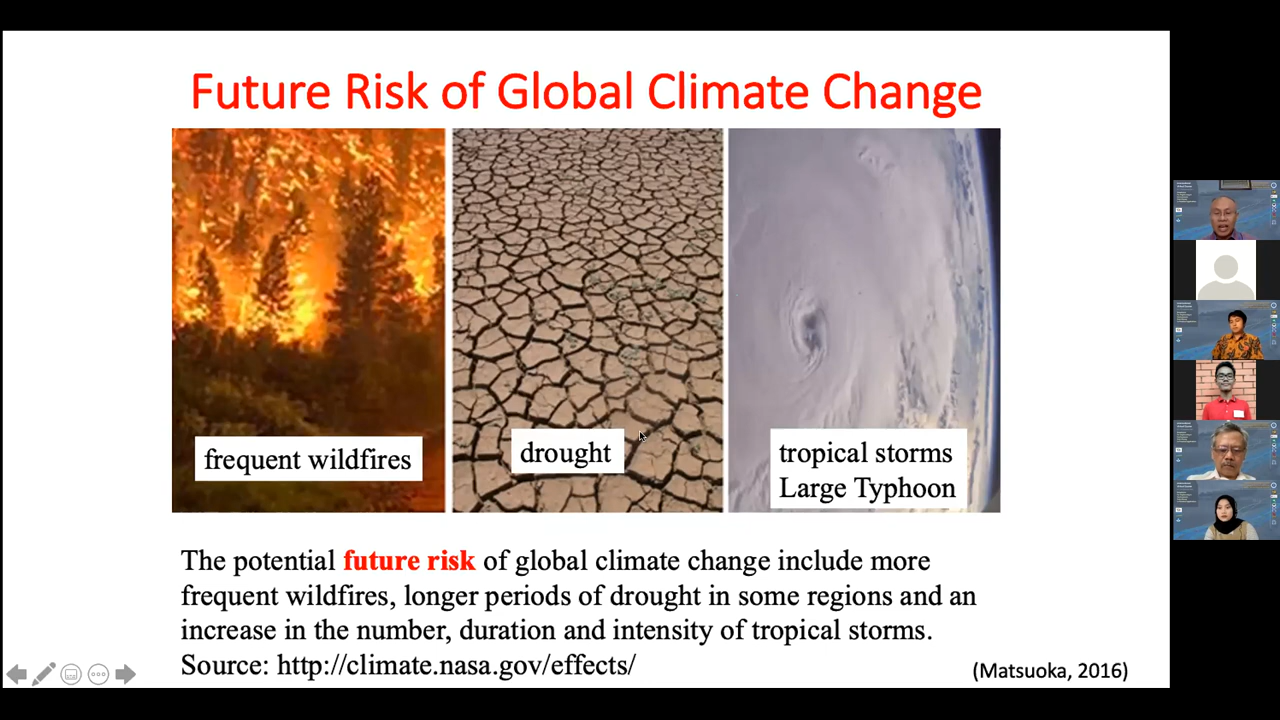 Future Risk of Global Climate Change
frequent wildfires
drought
tropical storms
Large Typhoon
The potential future risk of global climate change include more
frequent wildfires, longer periods of drought in some regions and an
increase in the number, duration and intensity of tropical storms.
Source: http://climate.nasa.gov/effects/
(Matsuoka, 2016)